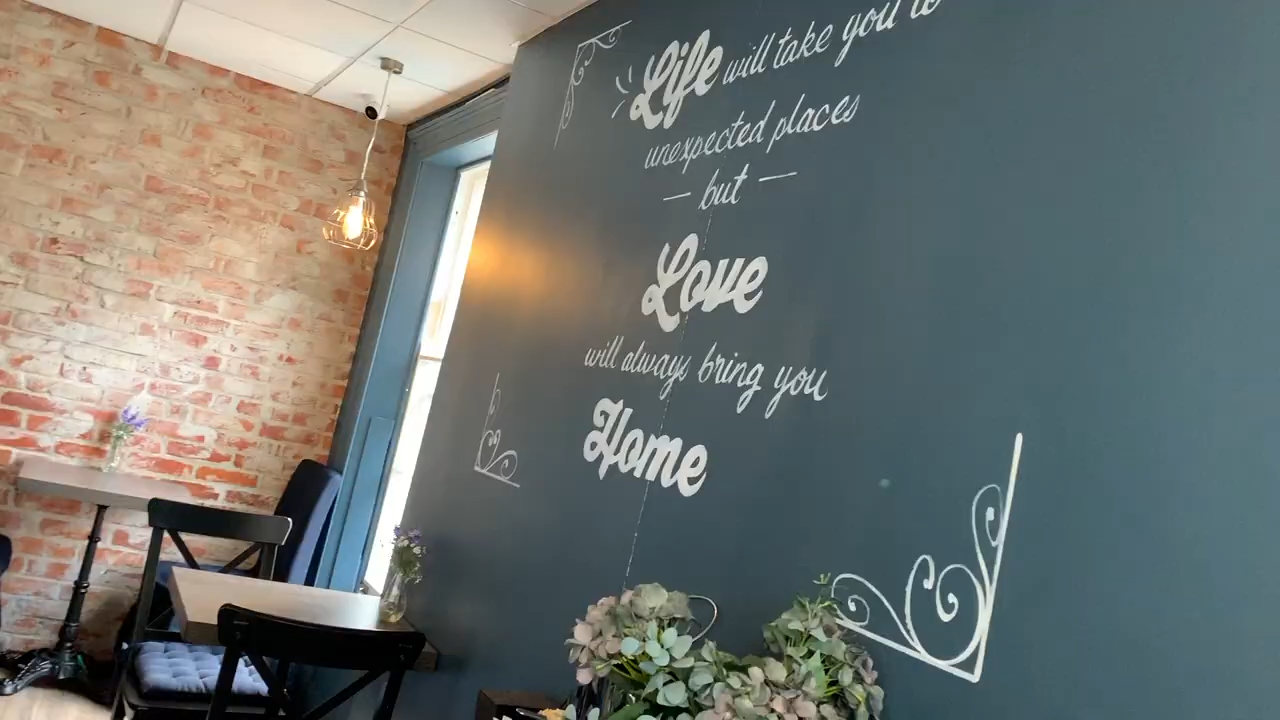 Life will take you to
unexpected places
- but -
Love
will always bring you
Home